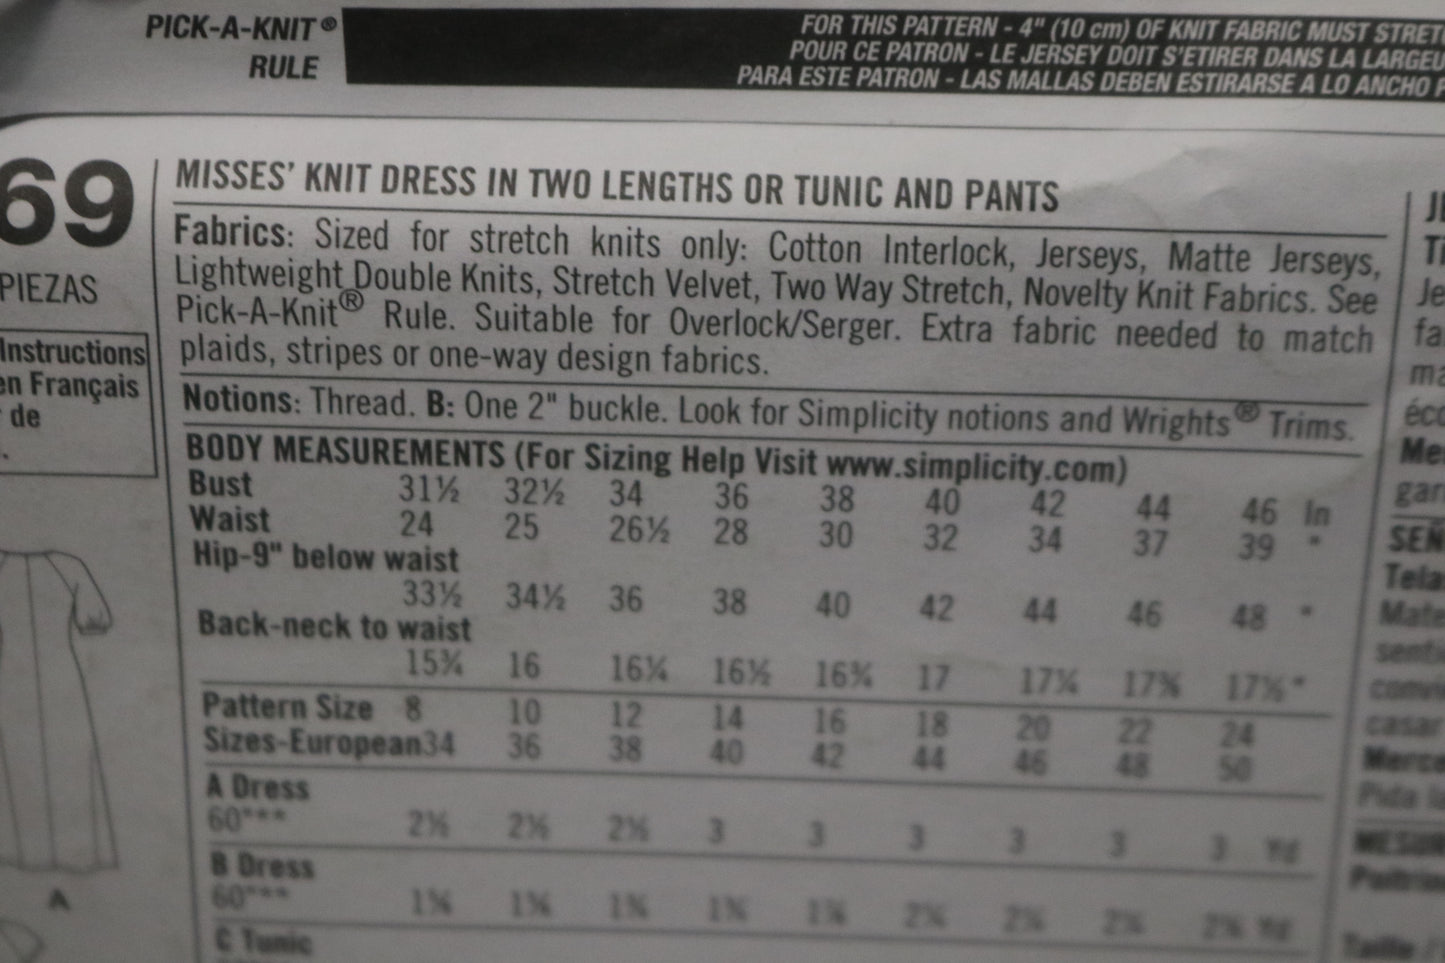 PICK-A-KNIT®
RULE
FOR THIS PATTERN - 4" (10 cm) OF KNIT FABRIC MUST
POUR CE PATRON - LE JERSEY DOIT S'ETIRER DANS LA
PARA ESTE PATRON - LAS MALLAS DEBEN ESTIRARSE A LO ANCHO
69
PIEZAS
Instructions
en Français
de
MISSES' KNIT DRESS IN TWO LENGTHS OR TUNIC AND PANTS
Fabrics: Sized for stretch knits only: Cotton Interlock, Jerseys, Matte Jerseys,
Lightweight Double Knits, Stretch Velvet, Two Way Stretch, Novelty Knit Fabrics. See
Pick-A-Knit® Rule. Suitable for Overlock/Serger. Extra fabric needed to match
plaids, stripes or one-way design fabrics.
Notions: Thread. B: One 2" buckle. Look for Simplicity notions and Wrights® Trims.
BODY MEASUREMENTS (For Sizing Help Visit www.simplicity.com)
Bust 31½ 32½ 34 36 38 40 42 44 46 In
Waist 24 25 26½ 28 30 32 34 37 39 "
Hip-9" below waist
33½ 34½ 36 38 40 42 44 46 48 "
Back-neck to waist
15¾ 16 16¼ 16½ 16¾ 17 17¼
Pattern Size 8 10 12 14 16 18 20 22 24
Sizes-European 34 36 38 40 42 44 46 48 50
A Dress
60"*** 3 3 3 3 3 3 Yd
B Dress
60"*** Yd
C Tunic
A